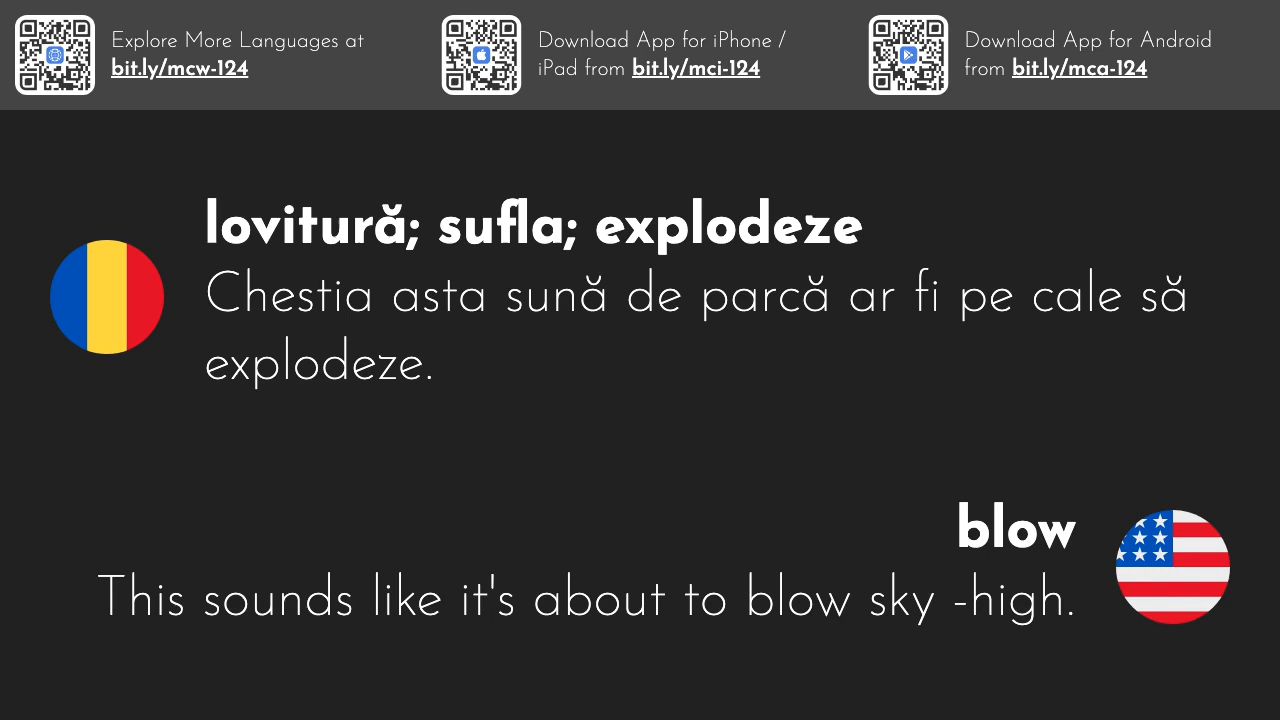 Explore More Languages at
bit.ly/mcw-124
Download App for iPhone /
iPad from bit.ly/mci-124
Download App for Android
from bit.ly/mca-124
lovitură; sufla; explodeze
Chestia asta sună de parcă ar fi pe cale să
explodeze.
blow
This sounds like it's about to blow sky -high.